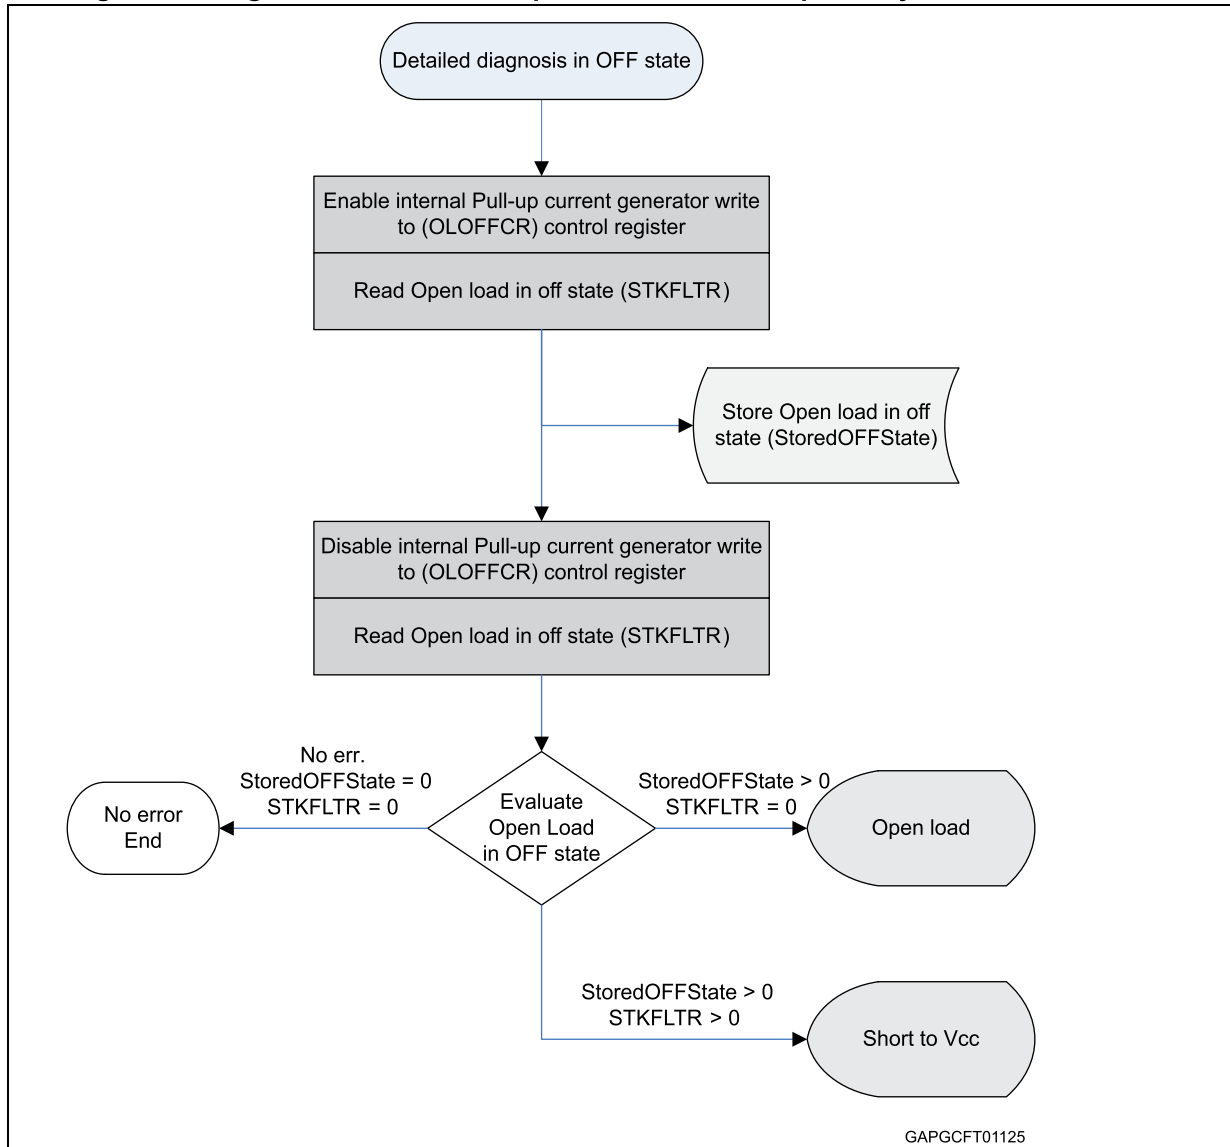 Detailed diagnosis in OFF state
Enable internal Pull-up current generator write
to (OLOFFCR) control register
Read Open load in off state (STKFLTR)
Store Open load in off
state (StoredOFFState)
Disable internal Pull-up current generator write
to (OLOFFCR) control register
Read Open load in off state (STKFLTR)
No err.
StoredOFFState = 0
STKFLTR = 0
StoredOFFState > 0
STKFLTR = 0
No error
End
Evaluate
Open Load
in OFF state
Open load
StoredOFFState > 0
STKFLTR > 0
Short to Vcc
GAPGCFT01125